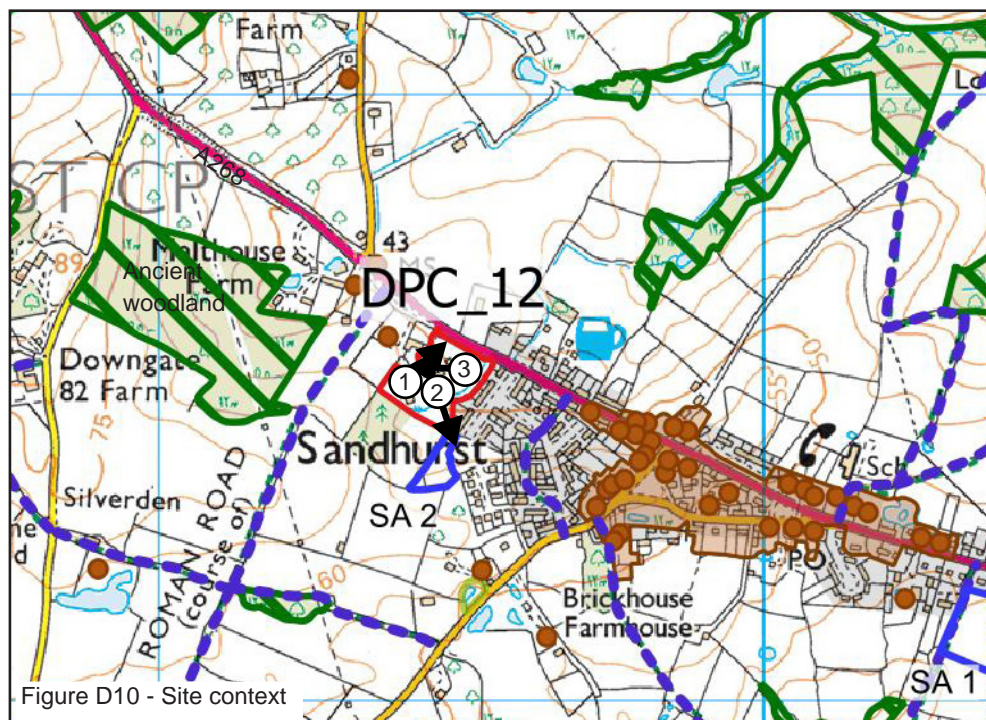 Farm
A268
ST CP
43
MS
DPC_12
Malthouse
Farm
89
Ancient
woodland
Downgate
82 Farm
75
1
2
3
50
55
Sandhurst
Sch
SA 2
Silverden
ROMAN ROAD
(course of)
60
PO
Brickhouse
Farmhouse
d
SA 1
Figure D10 - Site context